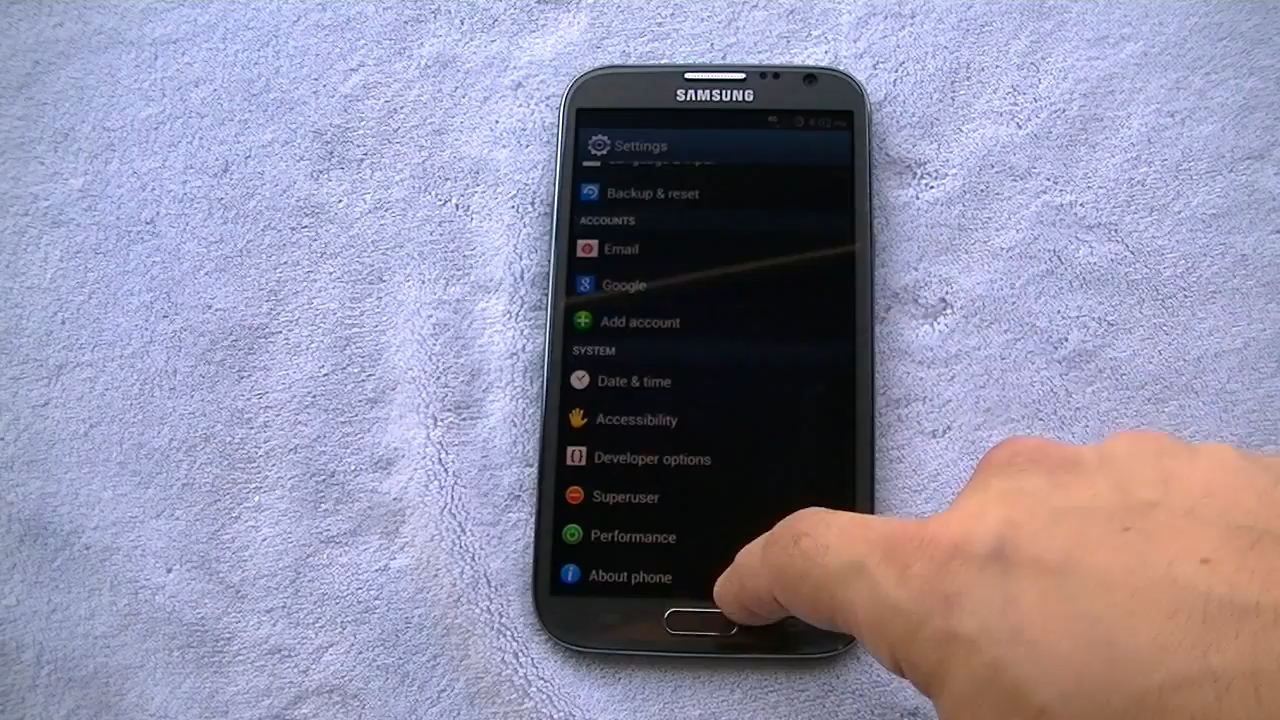 SAMSUNG
Settings
Backup & reset
ACCOUNTS
Email
Google
Add account
SYSTEM
Date & time
Accessibility
Developer options
Superuser
Performance
About phone